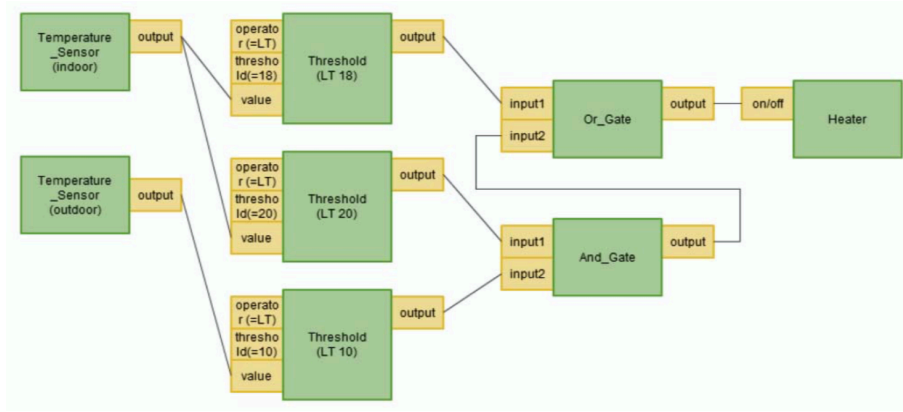 Temperature
_Sensor
(indoor)
output
operato
r (=LT)
thresho
ld(=18)
value
Threshold
(LT 18)
output
input1
input2
Or_Gate
output
on/off
Heater
Temperature
_Sensor
(outdoor)
output
operato
r (=LT)
thresho
ld(=20)
value
Threshold
(LT 20)
output
input1
input2
And_Gate
output
operato
r (=LT)
thresho
ld(=10)
value
Threshold
(LT 10)
output